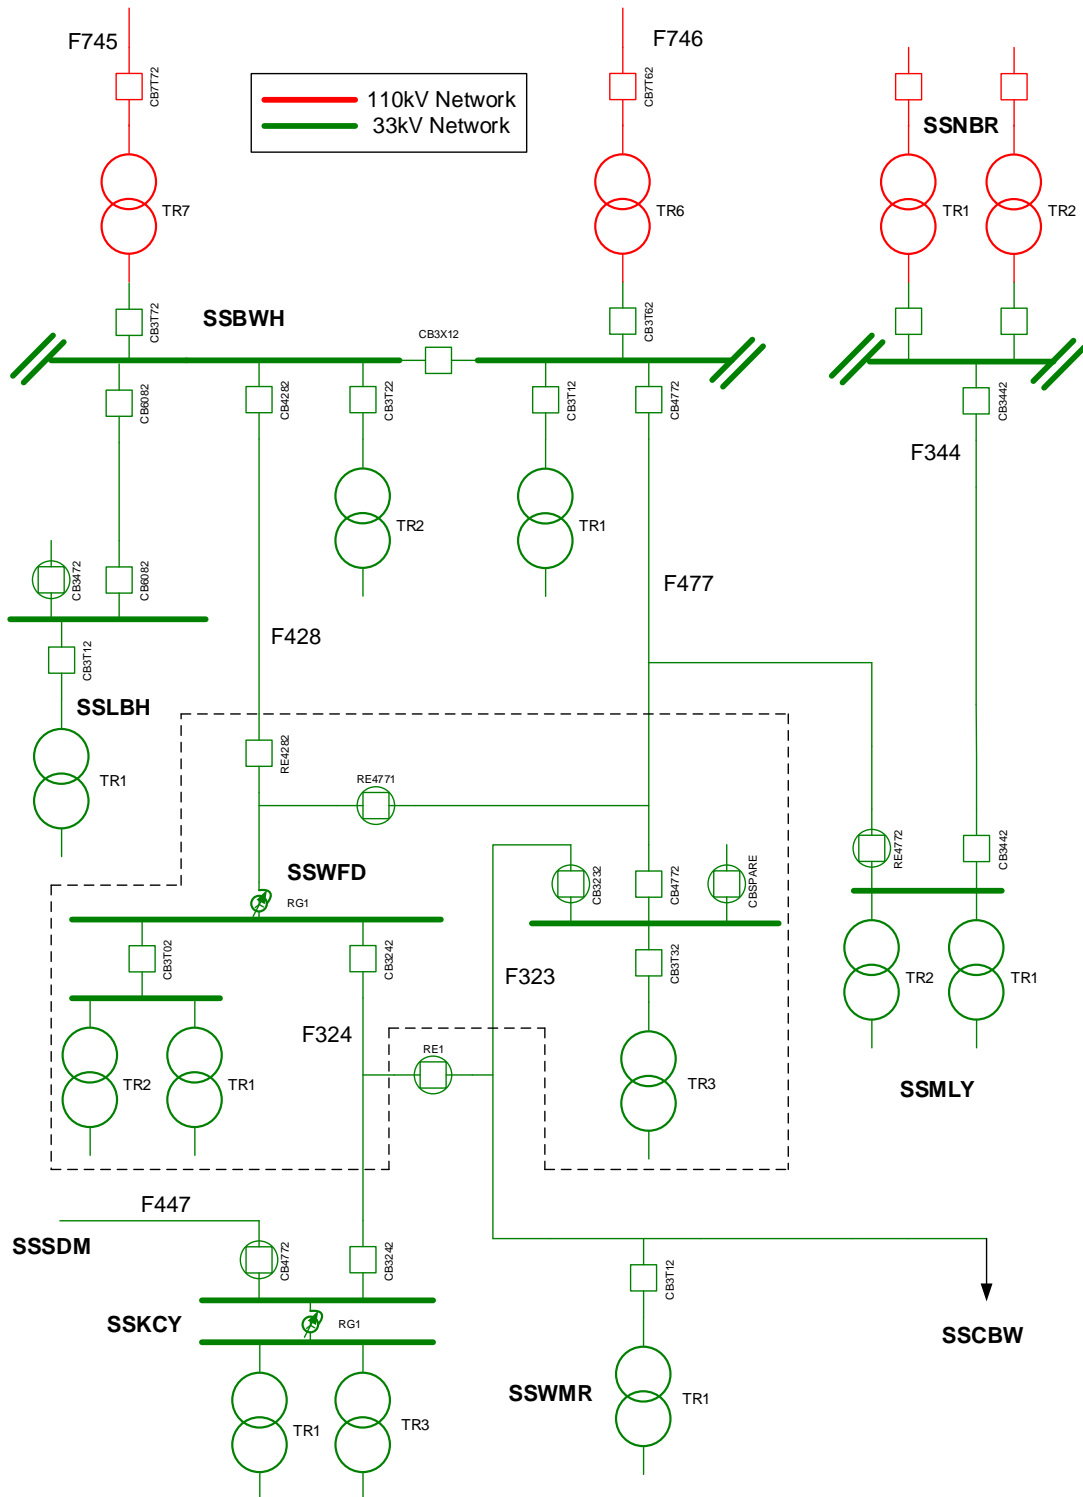 F745
F746
CB7T72
CB7T62
110kV Network
33kV Network
SSNBR
TR7
TR6
TR1
TR2
CB3T72
SSBWH
CB3T62
CB3X12
CB6082
CB4282
CB3T22
CB3T12
CB4772
CB3442
F344
TR2
TR1
F477
CB3472
CB6082
F428
CB3T12
SSLBH
TR1
RE4282
RE4771
RE4772
CB3442
SSWFD
RG1
CB3232
CB4772
CBSPARE
CB3T02
CB3242
F323
CB3T32
TR2
TR1
F324
RE1
TR2
TR1
TR3
SSMLY
F447
SSSDM
CB4772
CB3242
CB3T12
SSKCY
RG1
SSCBW
SSWMR
TR1
TR1
TR3